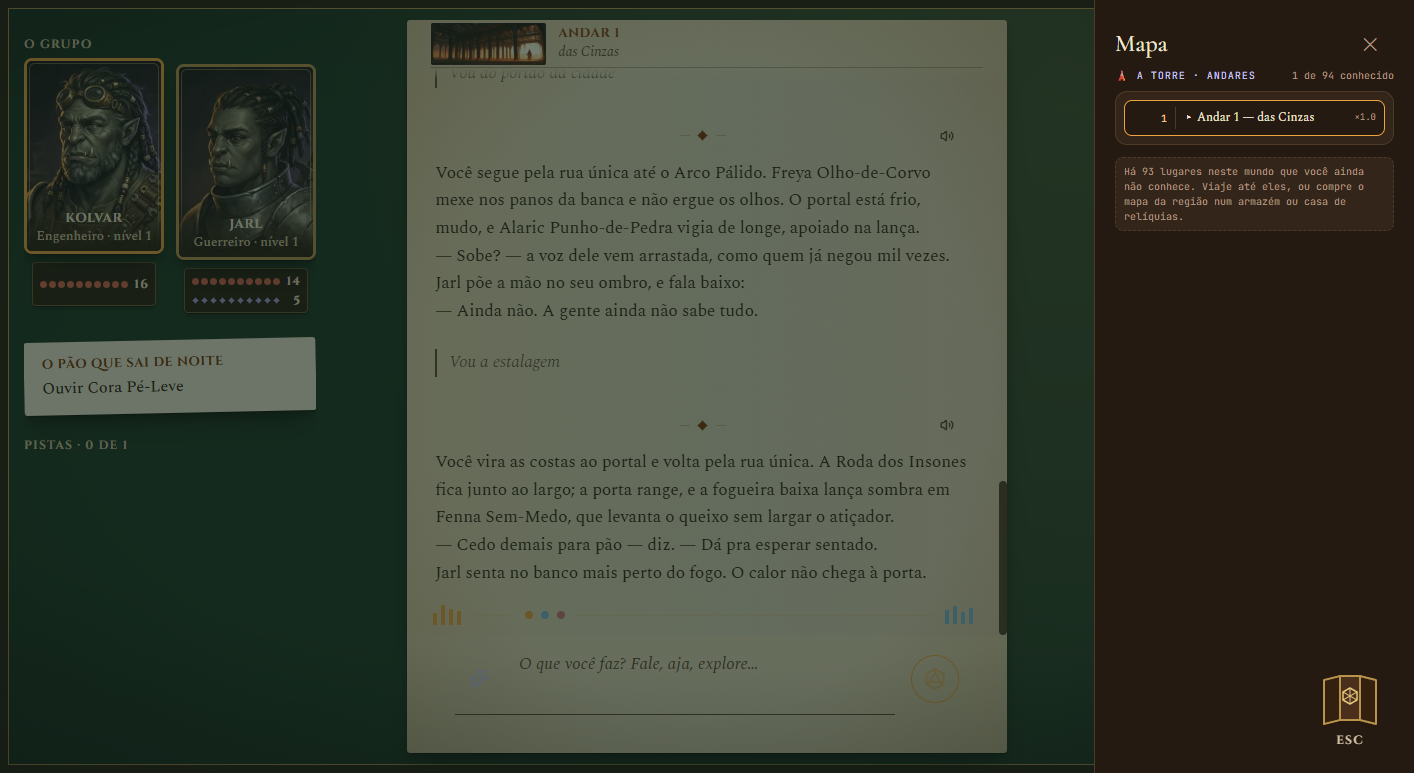 O GRUPO
KOLVAR
Engenheiro · nível 1
16
JARL
Guerreiro · nível 1
14
5
O PÃO QUE SAI DE NOITE
Ouvir Cora Pé-Leve
PISTAS · 0 DE 1
ANDAR 1
das Cinzas
Vou ao portão da cidade
Você segue pela rua única até o Arco Pálido. Freya Olho-de-Corvo
mexe nos panos da banca e não ergue os olhos. O portal está frio,
mudo, e Alaric Punho-de-Pedra vigia de longe, apoiado na lança.
— Sobe? — a voz dele vem arrastada, como quem já negou mil vezes.
Jarl põe a mão no seu ombro, e fala baixo:
— Ainda não. A gente ainda não sabe tudo.
Vou a estalagem
Você vira as costas ao portal e volta pela rua única. A Roda dos Insones
fica junto ao largo; a porta range, e a fogueira baixa lança sombra em
Fenna Sem-Medo, que levanta o queixo sem largar o atiçador.
— Cedo demais para pão — diz. — Dá pra esperar sentado.
Jarl senta no banco mais perto do fogo. O calor não chega à porta.
O que você faz? Fale, aja, explore…
Mapa
A TORRE · ANDARES 1 de 94 conhecido
1 ▸ Andar 1 — das Cinzas ×1.0
Há 93 lugares neste mundo que você ainda
não conhece. Viaje até eles, ou compre o
mapa da região num armazém ou casa de
relíquias.
ESC